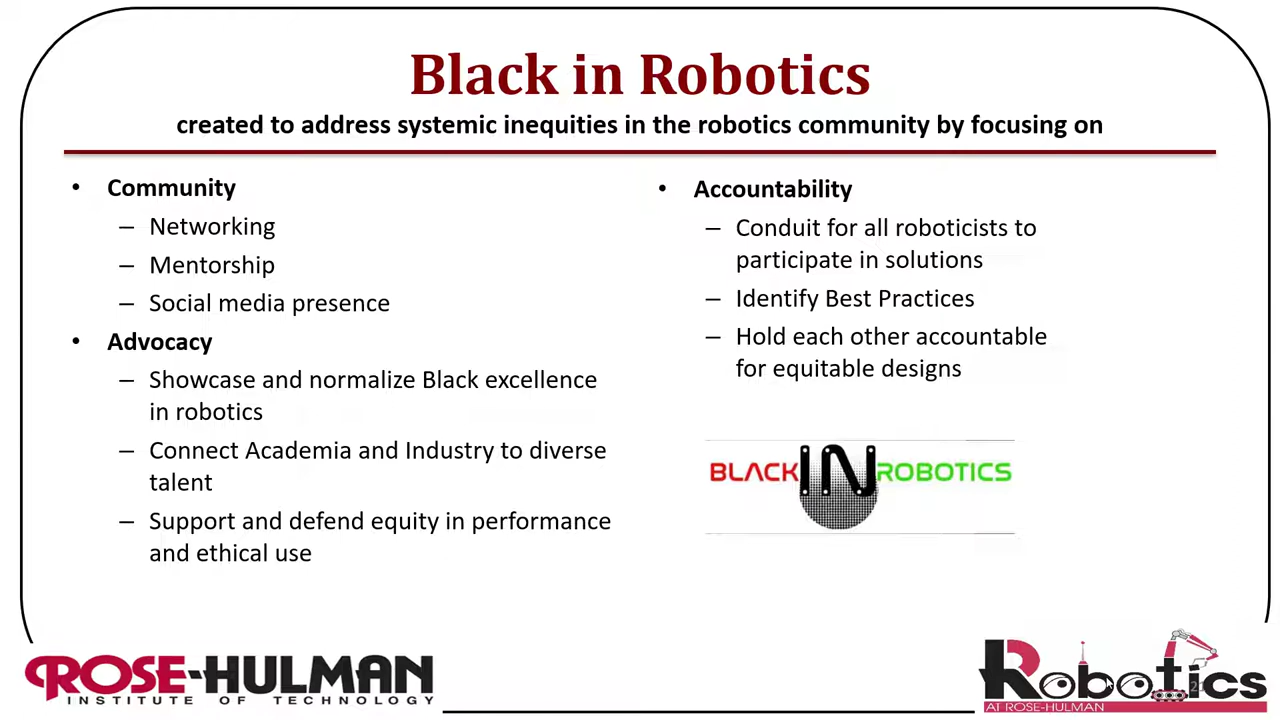 Black in Robotics
created to address systemic inequities in the robotics community by focusing on
• Community
– Networking
– Mentorship
– Social media presence
• Advocacy
– Showcase and normalize Black excellence
in robotics
– Connect Academia and Industry to diverse
talent
– Support and defend equity in performance
and ethical use
• Accountability
– Conduit for all roboticists to
participate in solutions
– Identify Best Practices
– Hold each other accountable
for equitable designs
BLACK IN ROBOTICS
ROSE-HULMAN
INSTITUTE OF TECHNOLOGY
Robotics
AT ROSE-HULMAN